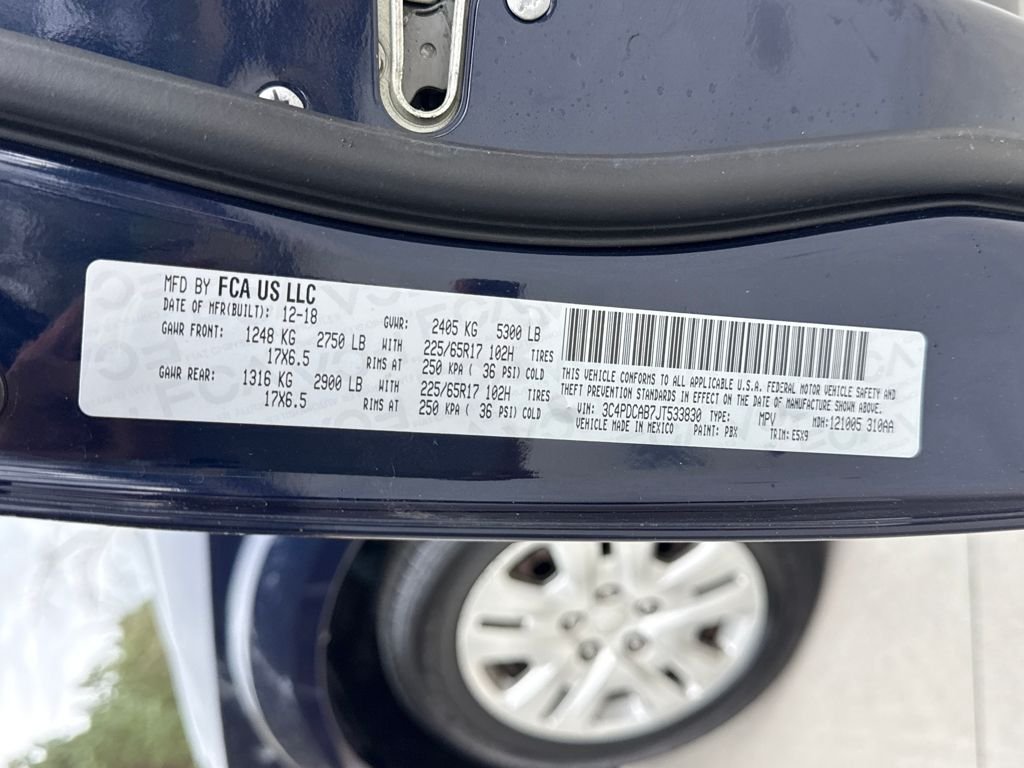 MFD BY FCA US LLC
DATE OF MFR(BUILT): 12-18 GVWR: 2405 KG 5300 LB
GAWR FRONT: 1248 KG 2750 LB WITH 225/65R17 102H TIRES
17X6.5 RIMS AT 250 KPA ( 36 PSI) COLD
GAWR REAR: 1316 KG 2900 LB WITH 225/65R17 102H TIRES
17X6.5 RIMS AT 250 KPA ( 36 PSI) COLD
THIS VEHICLE CONFORMS TO ALL APPLICABLE U.S.A. FEDERAL MOTOR VEHICLE SAFETY AND
THEFT PREVENTION STANDARDS IN EFFECT ON THE DATE OF MANUFACTURE SHOWN ABOVE.
VIN: 3C4PDCAB7JT533830 TYPE: MPV MDH:121005 310AA
VEHICLE MADE IN MEXICO PAINT: PBX TRIM: E5X9